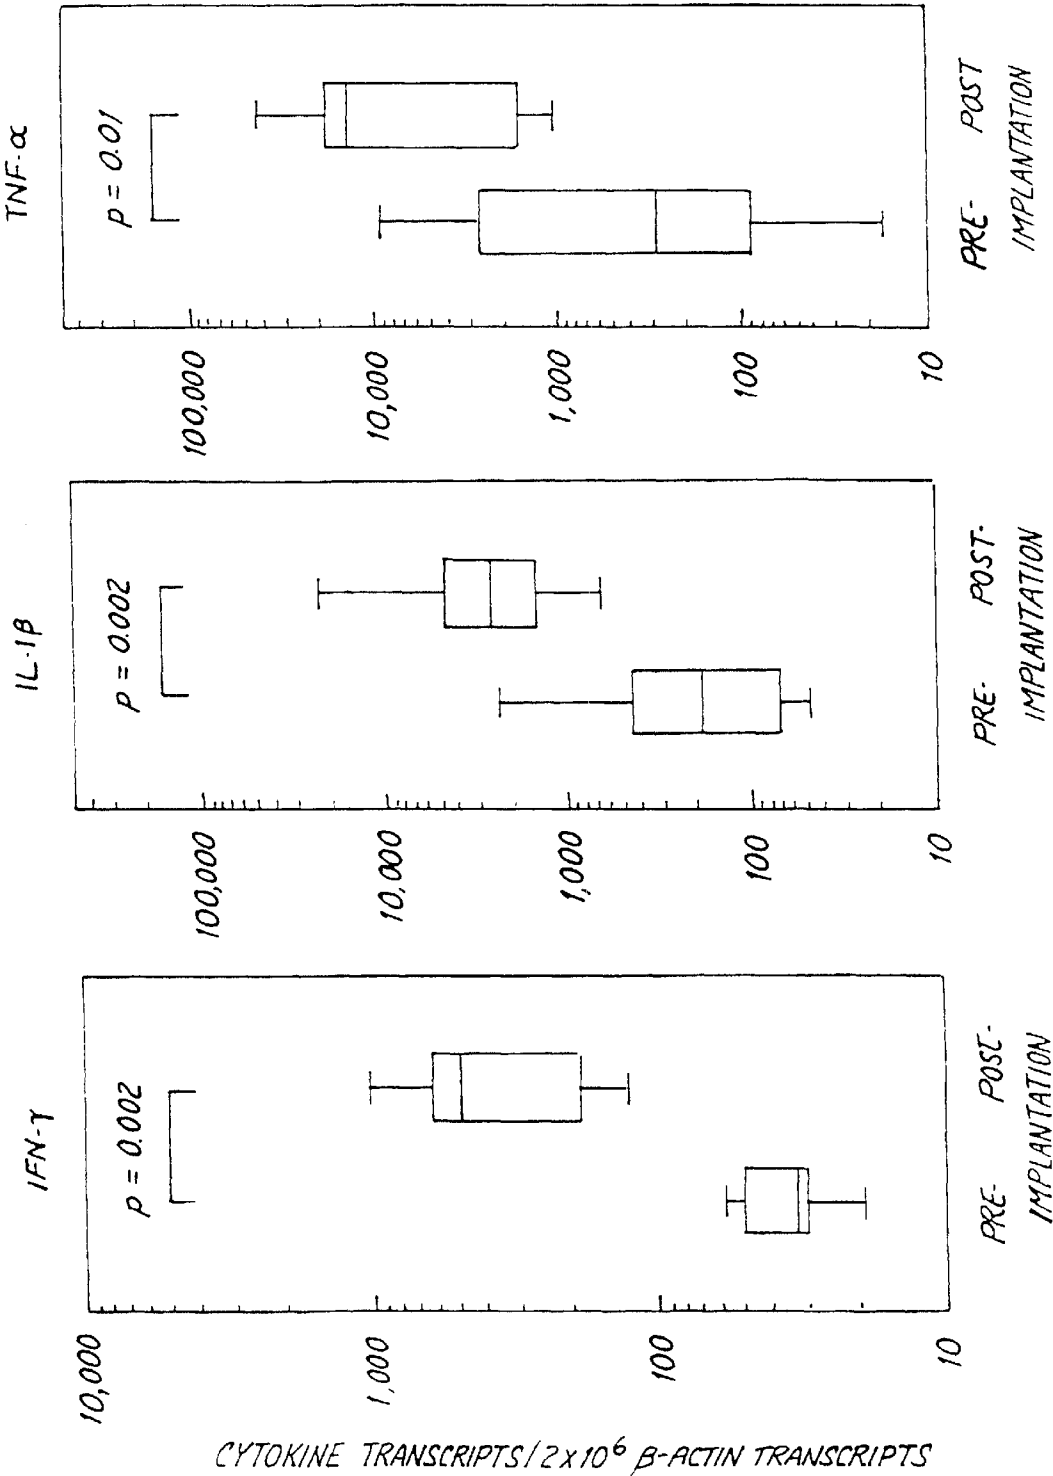 CYTOKINE TRANSCRIPTS/2x10⁶ β-ACTIN TRANSCRIPTS
IFN-γ
p = 0.002
10,000
1,000
100
10
PRE- POST-
IMPLANTATION
IL-1β
p = 0.002
100,000
10,000
1,000
100
10
PRE- POST-
IMPLANTATION
TNF-α
p = 0.01
100,000
10,000
1,000
100
10
PRE- POST
IMPLANTATION